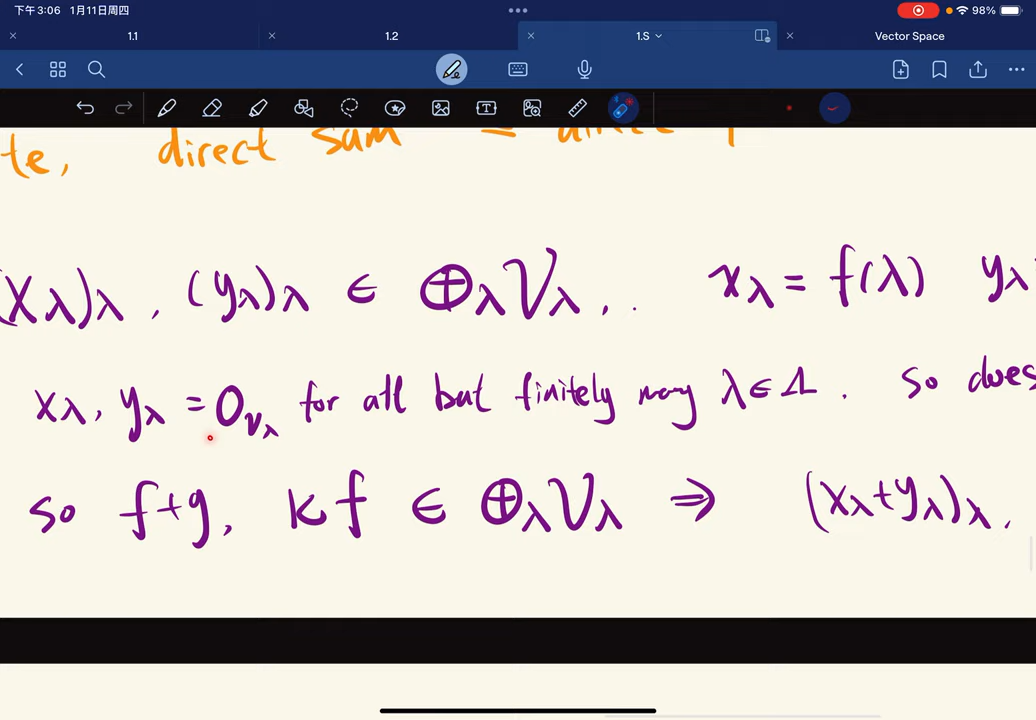 下午3:06 1月11日周四 98%
1.1 1.2 1.S Vector Space
te, direct sum = direct
(xλ)λ, (yλ)λ ∈ ⊕λVλ, . xλ = f(λ) yλ
xλ, yλ = 0Vλ for all but finitely many λ ∈ Λ. so does
so f+g, kf ∈ ⊕λVλ ⇒ (xλ+yλ)λ,